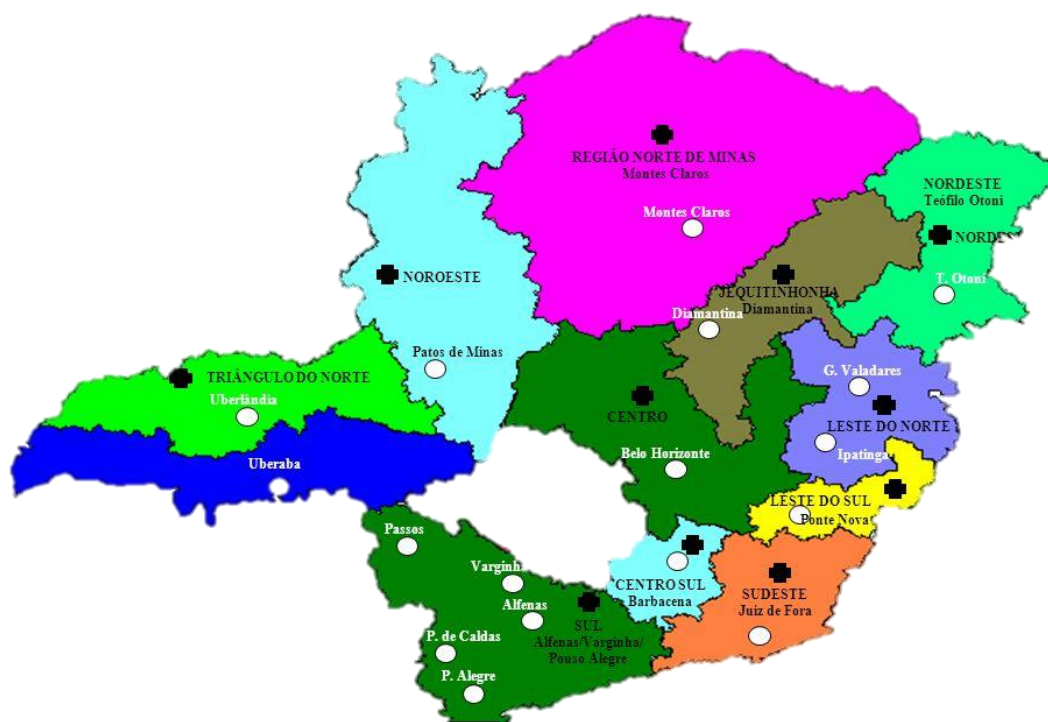 REGIÃO NORTE DE MINAS
Montes Claros
NORDESTE
Teófilo Otoni
Montes Claros
NORDES
NOROESTE
T. Otoni
JEQUITINHONHA
Diamantina
Diamantina
Patos de Minas
TRIÂNGULO DO NORTE
G. Valadares
Uberlândia
CENTRO
LESTE DO NORTE
Belo Horizonte
Ipatinga
Uberaba
LESTE DO SUL
Ponte Nova
Passos
Varginha
CENTRO SUL
Barbacena
SUDESTE
Juiz de Fora
Alfenas
SUL
Alfenas/Varginha/
Pouso Alegre
P. de Caldas
P. Alegre